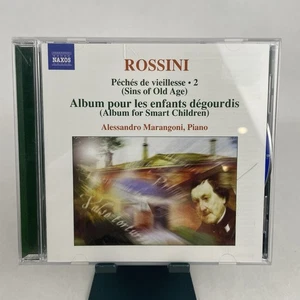 NAXOS
ROSSINI
Péchés de vieillesse • 2
(Sins of Old Age)
Album pour les enfants dégourdis
(Album for Smart Children)
Alessandro Marangoni, Piano